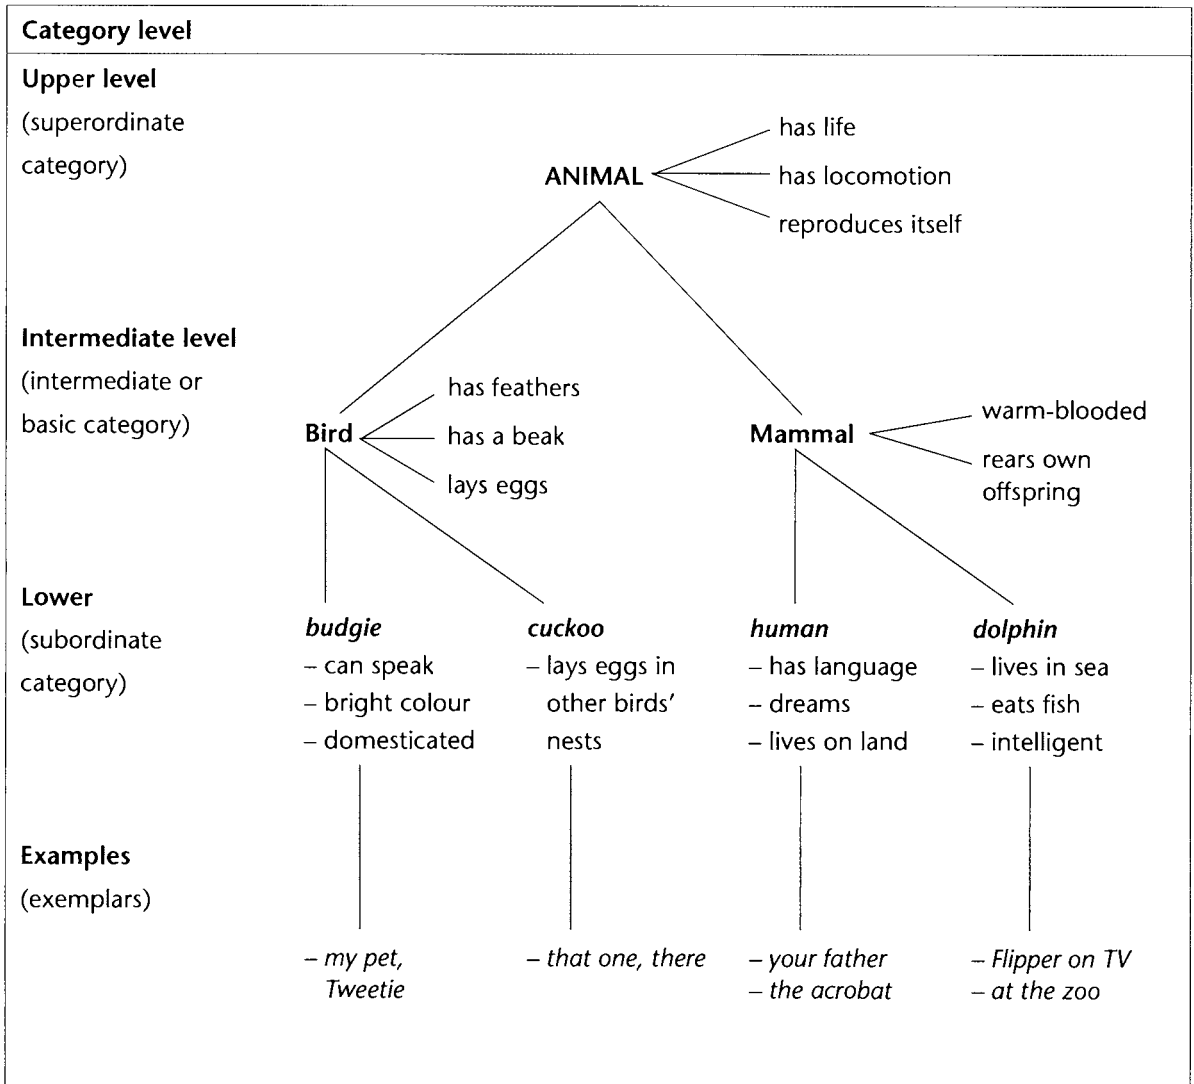 Category level
Upper level
(superordinate
category)
ANIMAL
has life
has locomotion
reproduces itself
Intermediate level
(intermediate or
basic category)
Bird
has feathers
has a beak
lays eggs
Mammal
warm-blooded
rears own
offspring
Lower
(subordinate
category)
budgie
– can speak
– bright colour
– domesticated
cuckoo
– lays eggs in
other birds’
nests
human
– has language
– dreams
– lives on land
dolphin
– lives in sea
– eats fish
– intelligent
Examples
(exemplars)
– my pet,
Tweetie
– that one, there
– your father
– the acrobat
– Flipper on TV
– at the zoo